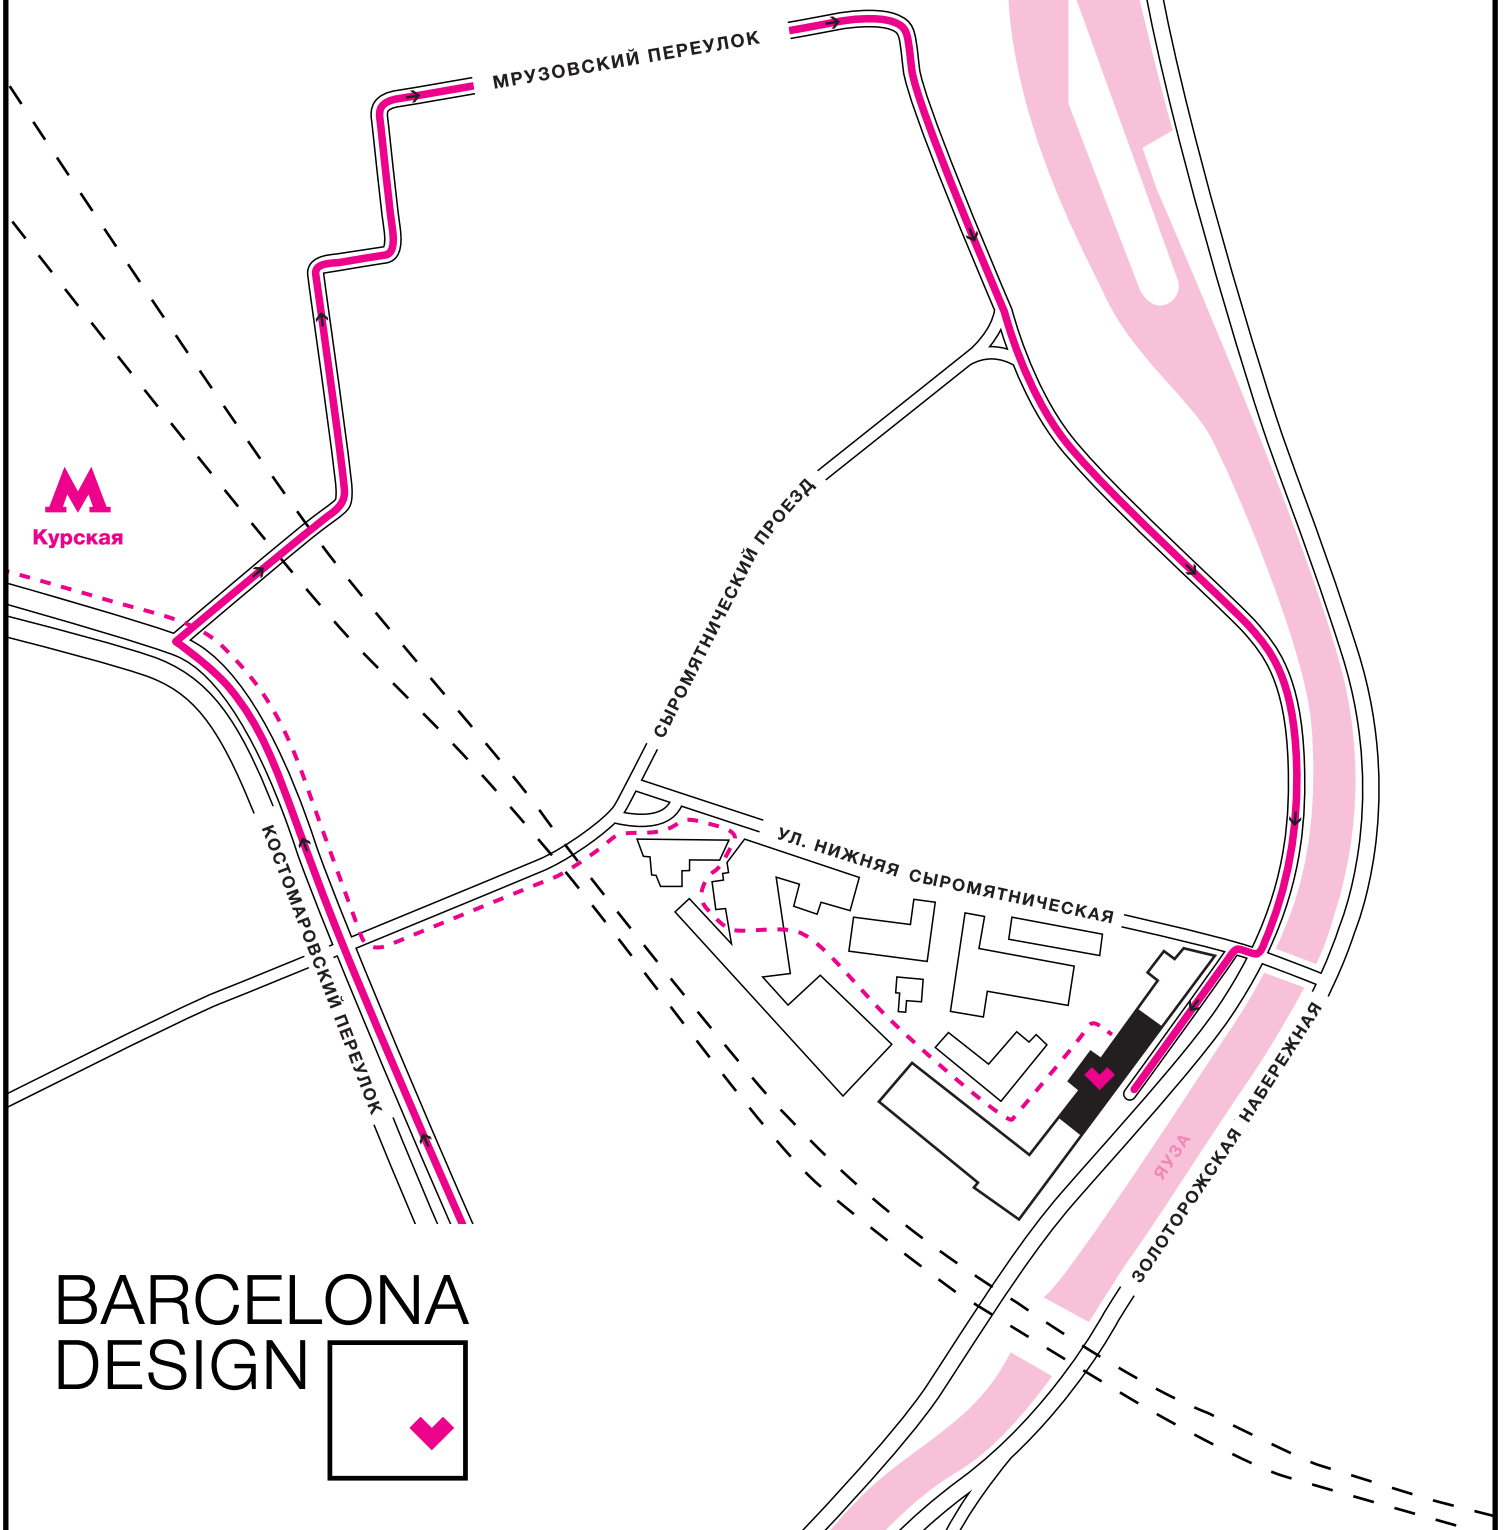 МРУЗОВСКИЙ ПЕРЕУЛОК
СЫРОМЯТНИЧЕСКИЙ ПРОЕЗД
М
Курская
УЛ. НИЖНЯЯ СЫРОМЯТНИЧЕСКАЯ
КОСТОМАРОВСКИЙ ПЕРЕУЛОК
ЯУЗА
ЗОЛОТОРОЖСКАЯ НАБЕРЕЖНАЯ
BARCELONA
DESIGN